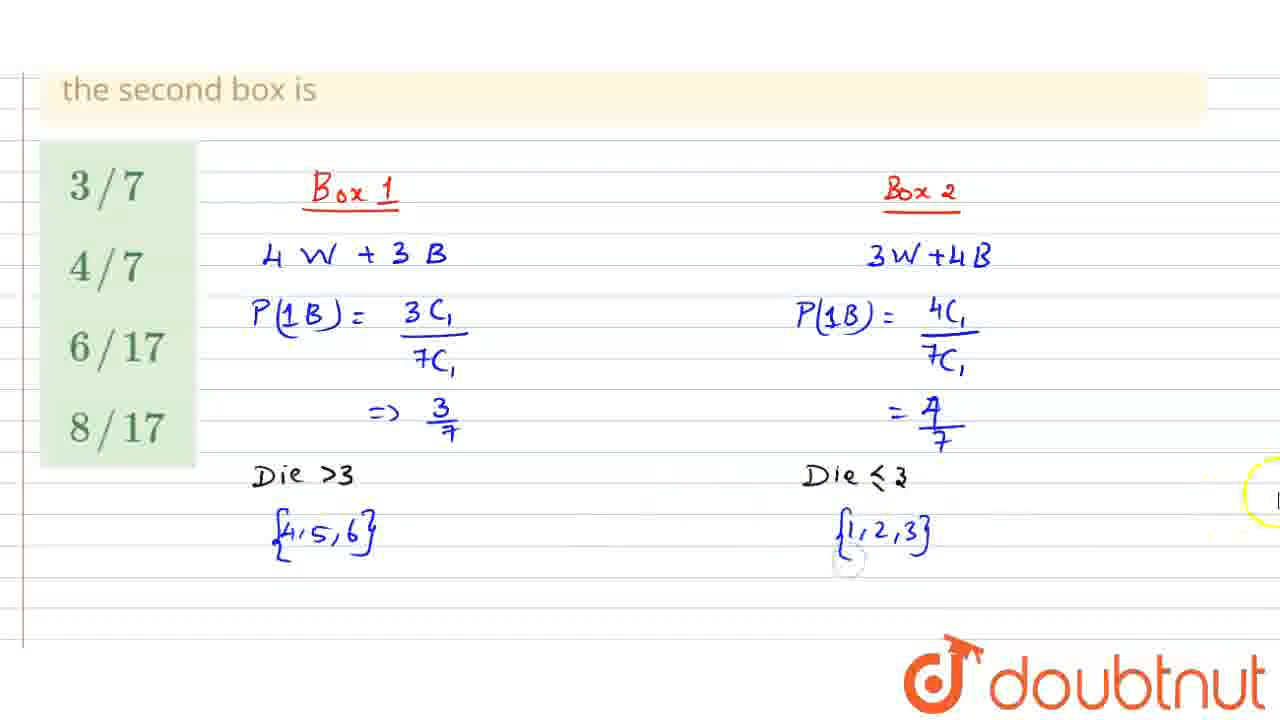 the second box is
3/7
4/7
6/17
8/17
Box 1
4 W + 3 B
P(1B) = 3C₁/7C₁
=> 3/7
Die >3
{4,5,6}
Box 2
3W+4B
P(1B) = 4C₁/7C₁
= 4/7
Die ≤ 3
{1,2,3}
doubtnut